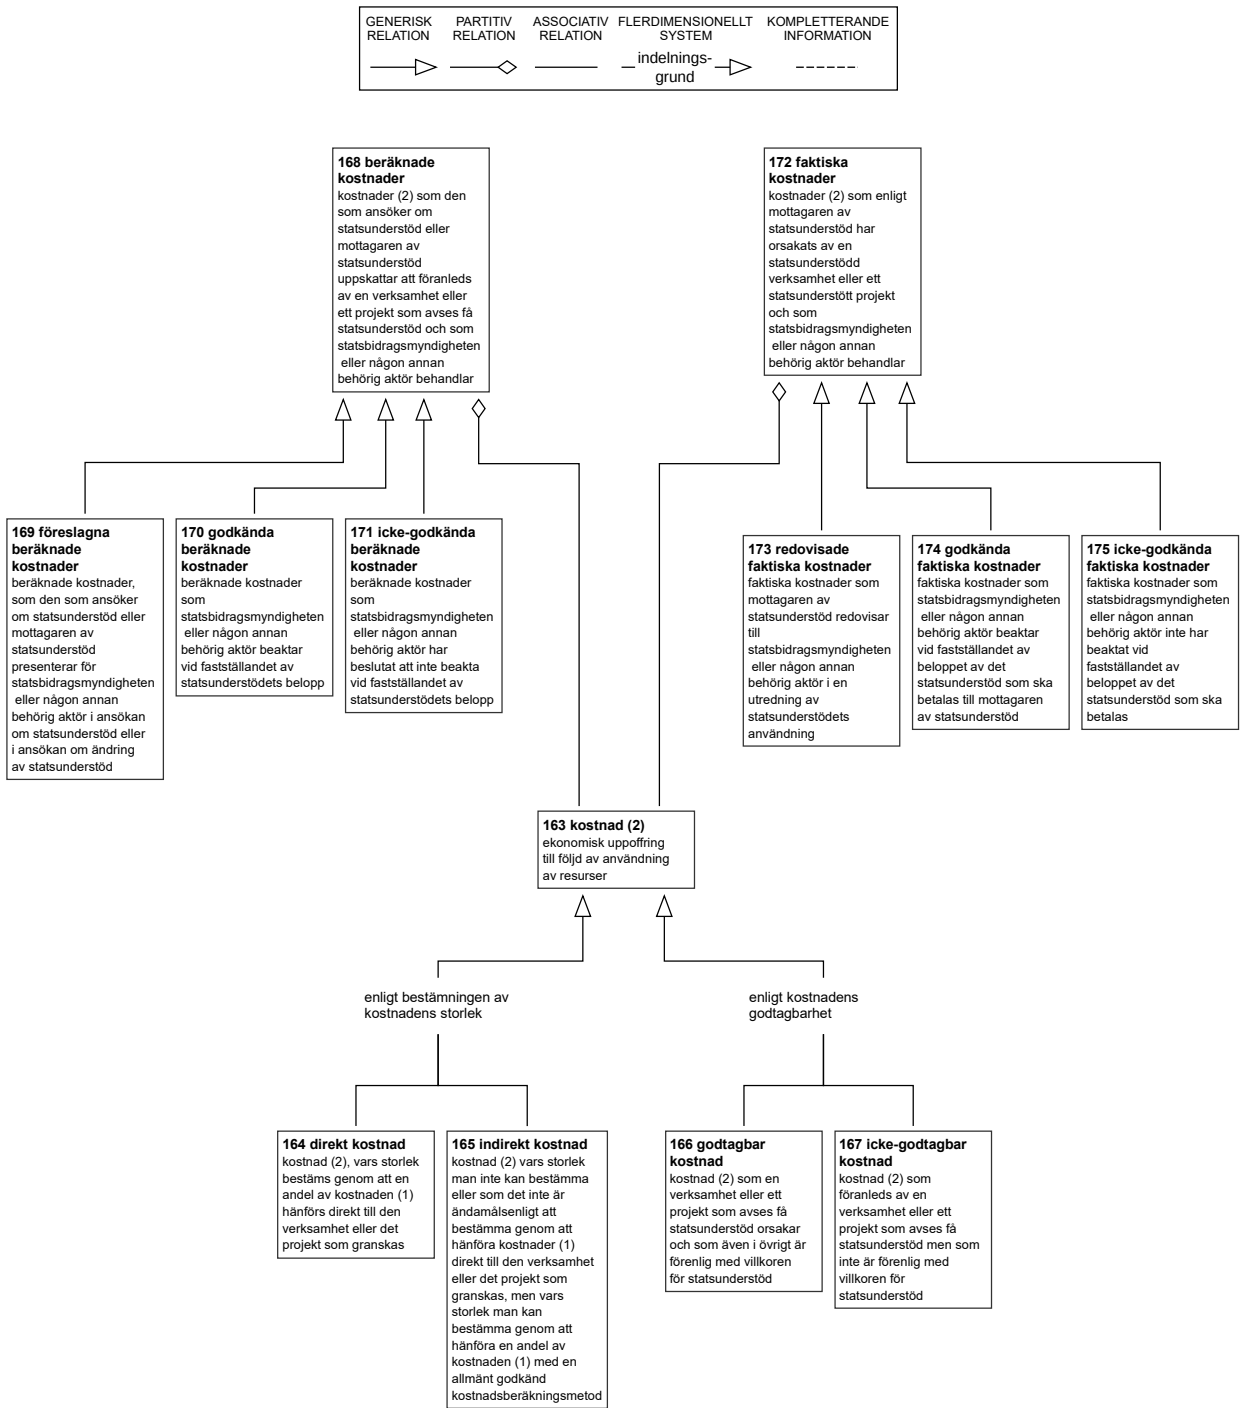 GENERISK
RELATION
PARTITIV
RELATION
ASSOCIATIV
RELATION
FLERDIMENSIONELLT
SYSTEM
indelnings-
grund
KOMPLETTERANDE
INFORMATION
168 beräknade
kostnader
kostnader (2) som den
som ansöker om
statsunderstöd eller
mottagaren av
statsunderstöd
uppskattar att föranleds
av en verksamhet eller
ett projekt som avses få
statsunderstöd och som
statsbidragsmyndigheten
eller någon annan
behörig aktör behandlar
172 faktiska
kostnader
kostnader (2) som enligt
mottagaren av
statsunderstöd har
orsakats av en
statsunderstödd
verksamhet eller ett
statsunderstött projekt
och som
statsbidragsmyndigheten
eller någon annan
behörig aktör behandlar
169 föreslagna
beräknade
kostnader
beräknade kostnader,
som den som ansöker
om statsunderstöd eller
mottagaren av
statsunderstöd
presenterar för
statsbidragsmyndigheten
eller någon annan
behörig aktör i ansökan
om statsunderstöd eller
i ansökan om ändring
av statsunderstöd
170 godkända
beräknade
kostnader
beräknade kostnader
som
statsbidragsmyndigheten
eller någon annan
behörig aktör beaktar
vid fastställandet av
statsunderstödets belopp
171 icke-godkända
beräknade
kostnader
beräknade kostnader
som
statsbidragsmyndigheten
eller någon annan
behörig aktör har
beslutat att inte beakta
vid fastställandet av
statsunderstödets belopp
173 redovisade
faktiska kostnader
faktiska kostnader som
mottagaren av
statsunderstöd redovisar
till
statsbidragsmyndigheten
eller någon annan
behörig aktör i en
utredning av
statsunderstödets
användning
174 godkända
faktiska kostnader
faktiska kostnader som
statsbidragsmyndigheten
eller någon annan
behörig aktör beaktar
vid fastställandet av
beloppet av det
statsunderstöd som ska
betalas till mottagaren
av statsunderstöd
175 icke-godkända
faktiska kostnader
faktiska kostnader som
statsbidragsmyndigheten
eller någon annan
behörig aktör inte har
beaktat vid
fastställandet av
beloppet av det
statsunderstöd som ska
betalas
163 kostnad (2)
ekonomisk uppoffring
till följd av användning
av resurser
enligt bestämningen av
kostnadens storlek
enligt kostnadens
godtagbarhet
164 direkt kostnad
kostnad (2), vars storlek
bestäms genom att en
andel av kostnaden (1)
hänförs direkt till den
verksamhet eller det
projekt som granskas
165 indirekt kostnad
kostnad (2) vars storlek
man inte kan bestämma
eller som det inte är
ändamålsenligt att
bestämma genom att
hänföra kostnader (1)
direkt till den verksamhet
eller det projekt som
granskas, men vars
storlek man kan
bestämma genom att
hänföra en andel av
kostnaden (1) med en
allmänt godkänd
kostnadsberäkningsmetod
166 godtagbar
kostnad
kostnad (2) som en
verksamhet eller ett
projekt som avses få
statsunderstöd orsakar
och som även i övrigt är
förenlig med villkoren
för statsunderstöd
167 icke-godtagbar
kostnad
kostnad (2) som
föranleds av en
verksamhet eller ett
projekt som avses få
statsunderstöd men som
inte är förenlig med
villkoren för
statsunderstöd